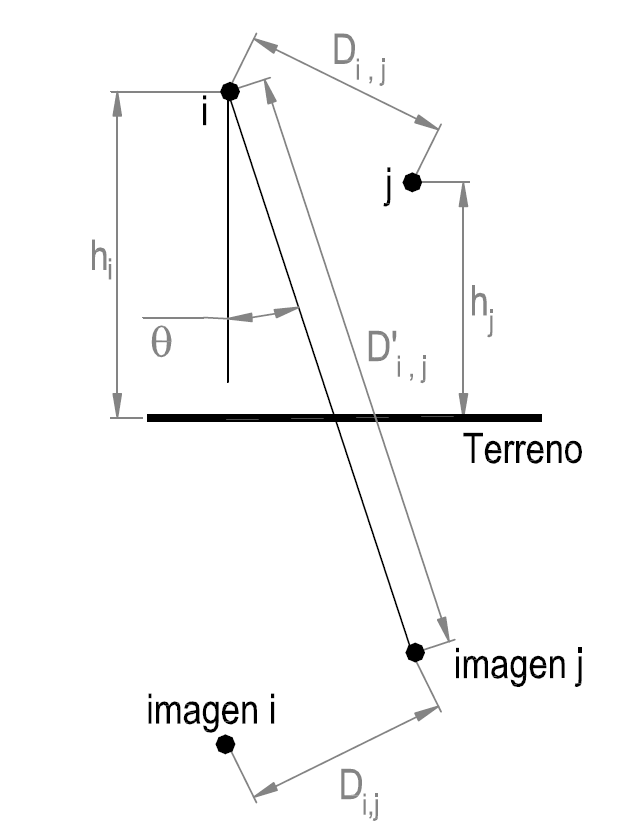 D i , j
i
j
h i
h j
θ
D' i , j
Terreno
imagen j
imagen i
D i,j